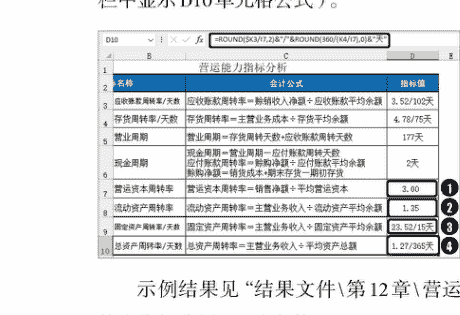 栏中显示 D10 单元格公式）。
D10 fx =ROUND($K3/I7,2)&"/"&ROUND(360/(K4/I7),0)&"天"
B C D E
1 营运能力指标分析
2 名称 会计公式 指标值
3 应收账款周转率/天数 应收账款周转率=赊销收入净额÷应收账款平均余额 3.52/102天
4 存货周转率/天数 存货周转率=主营业务成本÷存货平均余额 4.78/75天
5 营业周期 营业周期=存货周转天数+应收账款周转天数 177天
现金周期 现金周期=营业周期-应付账款周转天数 2天
应付账款周转率=赊购净额÷应付账款平均余额
6 赊购净额=销货成本+期末存货-期初存货
7 营运资本周转率 营运资本周转率=销售净额÷平均营运资本 3.00 1
8 流动资产周转率 流动资产周转率=主营业务收入÷流动资产平均余额 1.35 2
9 固定资产周转率/天数 固定资产周转率=主营业务收入÷固定资产平均余额 23.52/15天 3
10 总资产周转率/天数 总资产周转率=主营业务收入÷平均资产总额 1.27/365天 4
示例结果见“结果文件\第 12 章\营运